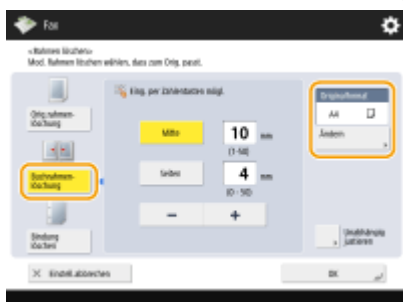 Fax
<Rahmen löschen>
Mod. Rahmen löschen wählen, dass zum Orig. passt.
Orig.rahmen-
löschung
Buchrahmen-
löschung
Bindung
löschen
Eing. per Zahlentasten mögl.
Mitte
10 mm
(1-50)
Seiten
4 mm
(0 - 50)
−
+
Originalformat
A4
Ändern
Unabhängig
justieren
× Einstell. abbrechen
OK